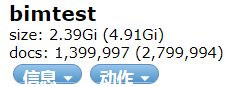 bimtest
size: 2.39Gi (4.91Gi)
docs: 1,399,997 (2,799,994)
信息 动作